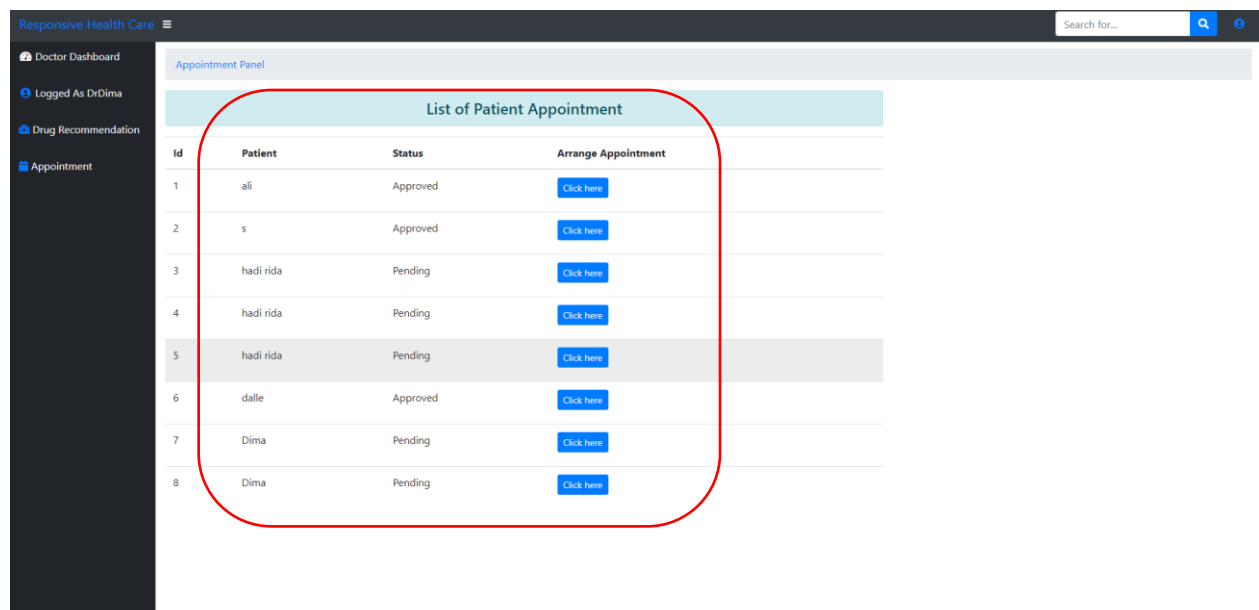 Responsive Health Care
Search for...
Doctor Dashboard
Logged As DrDima
Drug Recommendation
Appointment
Appointment Panel
List of Patient Appointment
Id Patient Status Arrange Appointment
1 ali Approved Click here
2 s Approved Click here
3 hadi rida Pending Click here
4 hadi rida Pending Click here
5 hadi rida Pending Click here
6 dalle Approved Click here
7 Dima Pending Click here
8 Dima Pending Click here